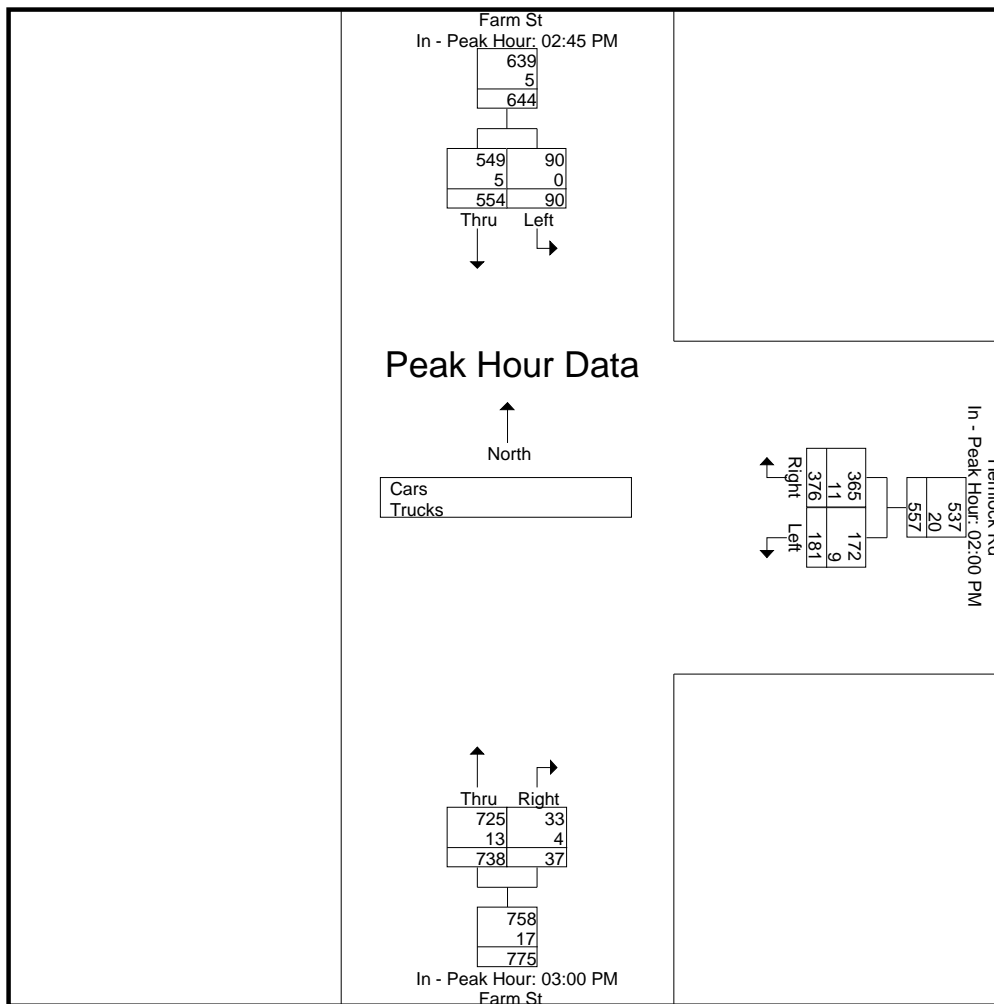 Farm St
In - Peak Hour: 02:45 PM
639
5
644
549 90
5 0
554 90
Thru Left
Peak Hour Data
North
Cars
Trucks
Rd
In - Peak Hour: 02:00 PM
537
20
557
365 172
11 9
376 181
Right Left
Thru Right
725 33
13 4
738 37
758
17
775
In - Peak Hour: 03:00 PM
Farm St